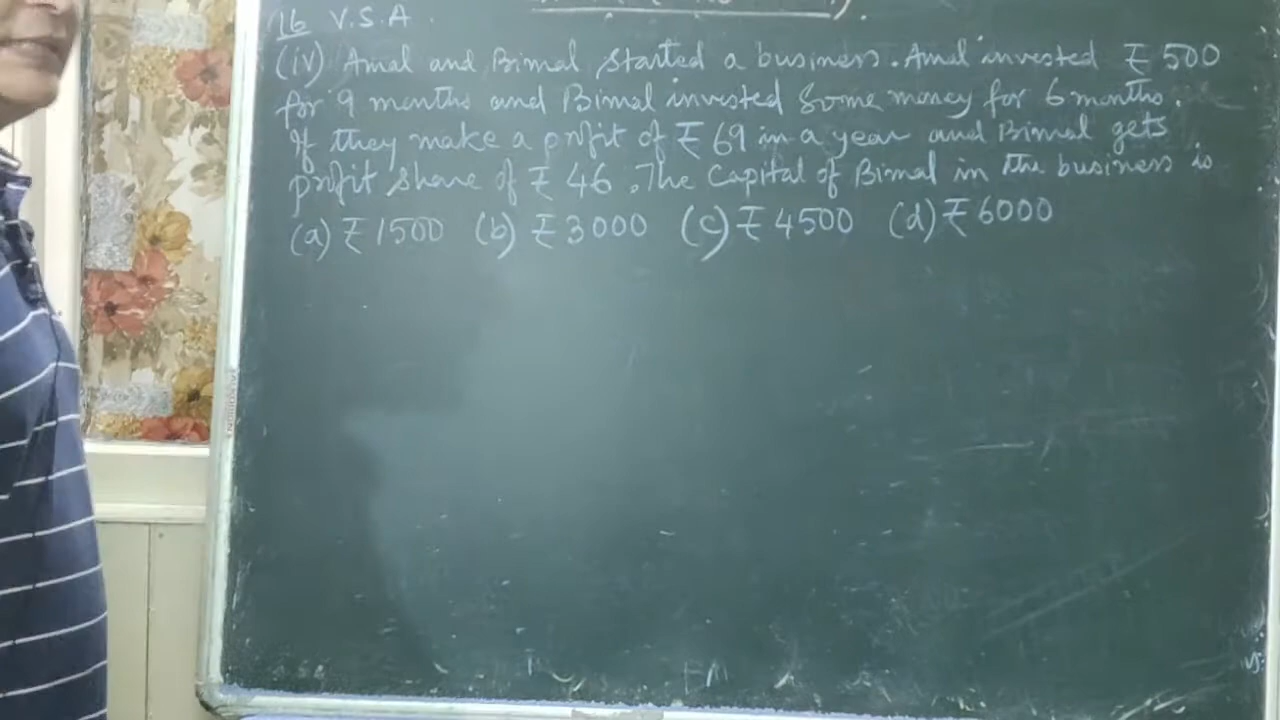 16 V.S.A.
(iv) Amal and Bimal started a business. Amal invested ₹ 500
for 9 months and Bimal invested some money for 6 months.
If they make a profit of ₹ 69 in a year and Bimal gets
profit share of ₹ 46. The Capital of Bimal in the business is
(a) ₹ 1500 (b) ₹ 3000 (c) ₹ 4500 (d) ₹ 6000